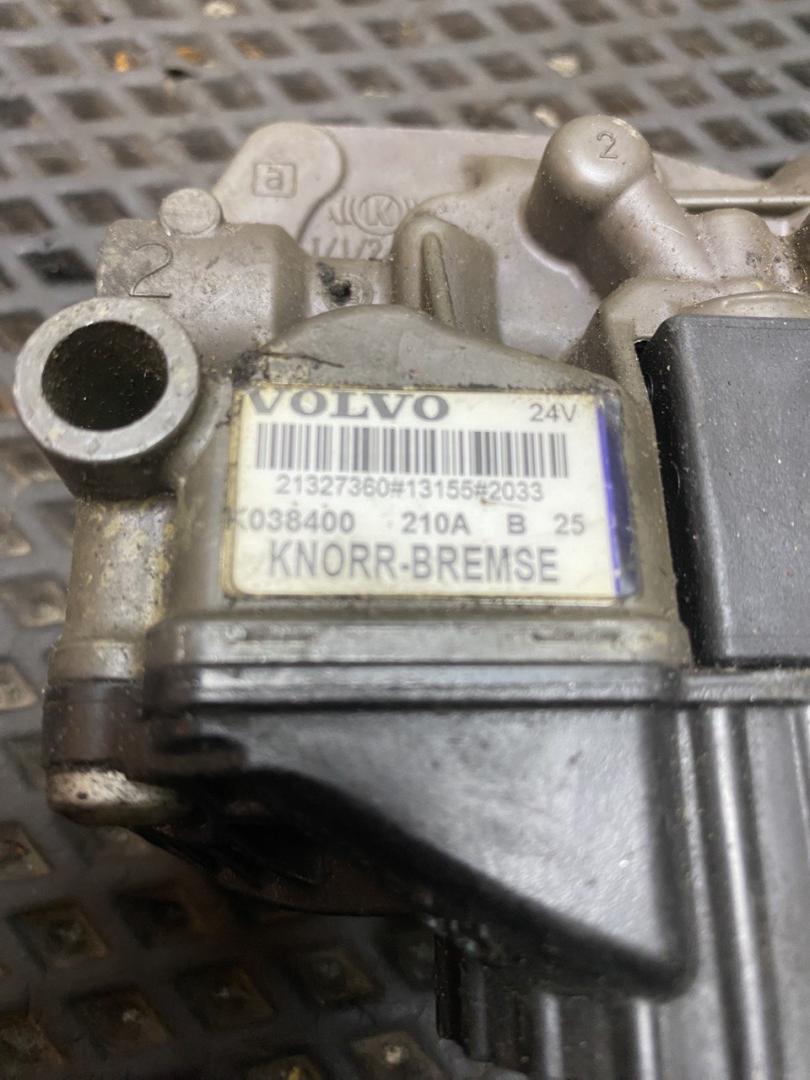 a
2
K
2
VOLVO 24V
21327360#13155#2033
K038400 210A B 25
KNORR-BREMSE